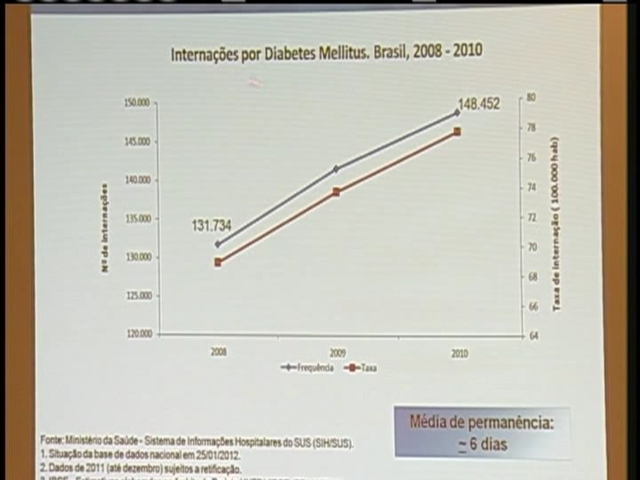 Internações por Diabetes Mellitus. Brasil, 2008 - 2010
150.000
145.000
140.000
135.000
130.000
125.000
120.000
Nº de Internações
131.734
148.452
80
78
76
74
72
70
68
66
64
Taxa de Internação ( 100.000 hab)
2008 2009 2010
Frequência Taxa
Média de permanência:
~ 6 dias
Fonte: Ministério da Saúde - Sistema de Informações Hospitalares do SUS (SIH/SUS).
1. Situação da base de dados nacional em 25/01/2012.
2. Dados de 2011 (até dezembro) sujeitos a retificação.